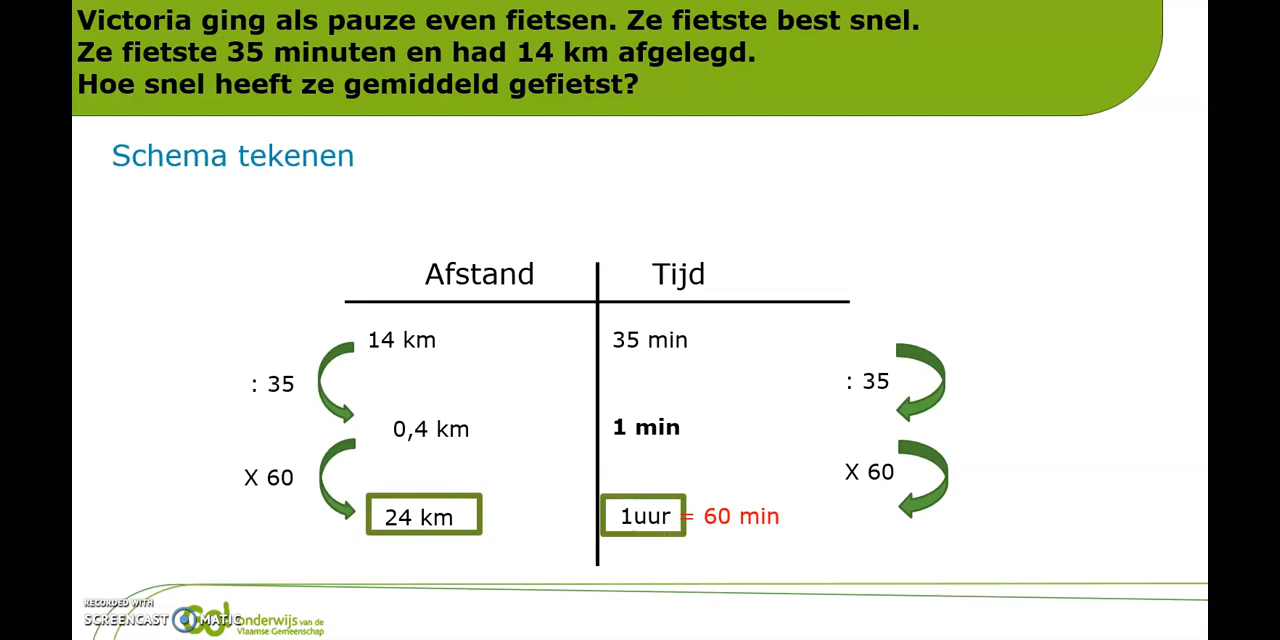 Victoria ging als pauze even fietsen. Ze fietste best snel.
Ze fietste 35 minuten en had 14 km afgelegd.
Hoe snel heeft ze gemiddeld gefietst?
Schema tekenen
Afstand Tijd
14 km 35 min
: 35 : 35
0,4 km 1 min
X 60 X 60
24 km 1uur = 60 min
RECORDED WITH
SCREENCAST MATIC
GO! onderwijs van de
Vlaamse Gemeenschap